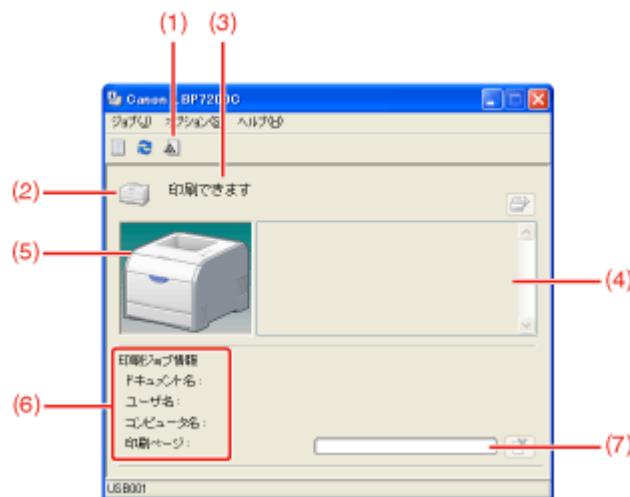 (1) (3)
Canon LBP7200C
ジョブ(J) オプション(S) ヘルプ(H)
(2)
印刷できます
(5)
(4)
印刷ジョブ情報
ドキュメント名:
ユーザ名:
(6)
コンピュータ名:
印刷ページ:
(7)
USB001